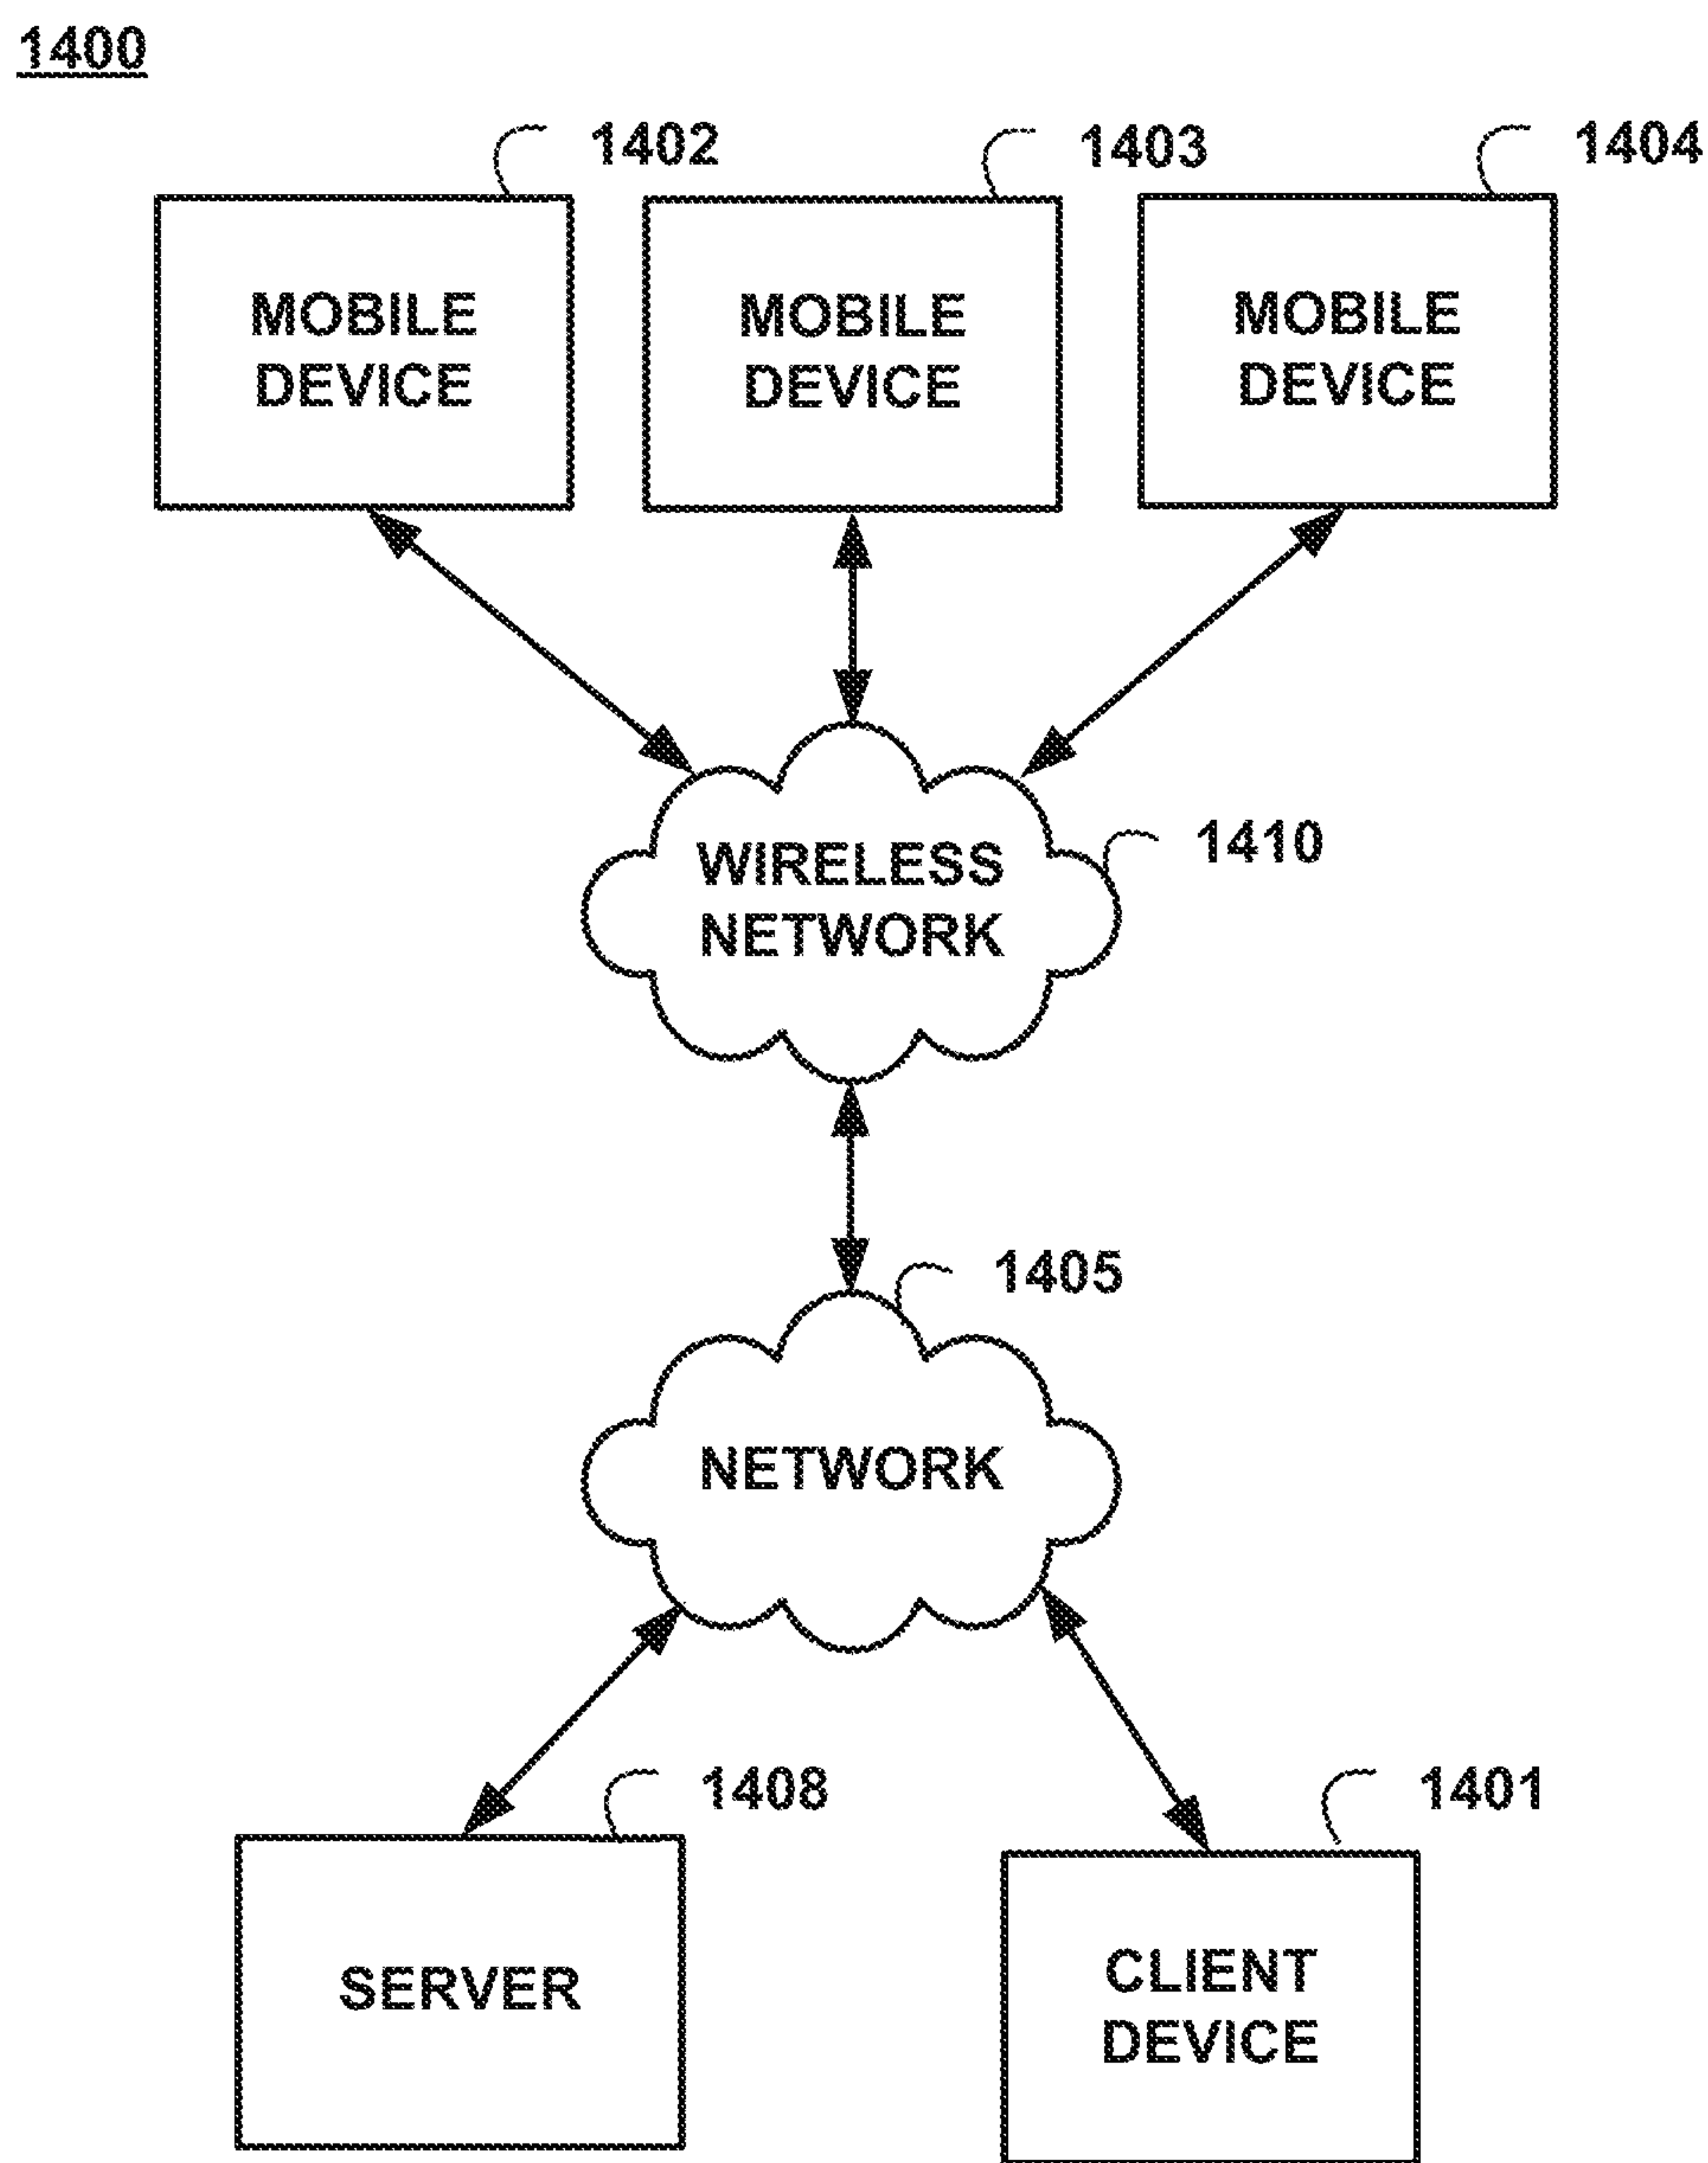 1400
1402
1403
1404
MOBILE
DEVICE
MOBILE
DEVICE
MOBILE
DEVICE
WIRELESS
NETWORK
1410
1405
NETWORK
1408
1401
SERVER
CLIENT
DEVICE